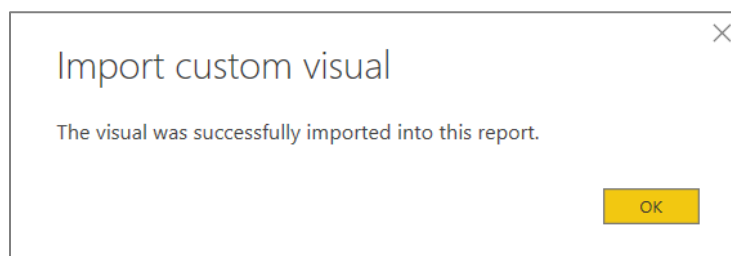 Import custom visual
The visual was successfully imported into this report.
OK